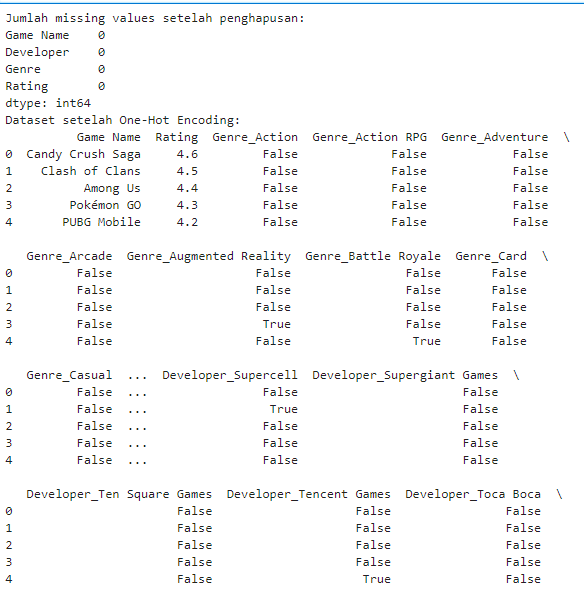 Jumlah missing values setelah penghapusan:
Game Name    0
Developer    0
Genre        0
Rating       0
dtype: int64
Dataset setelah One-Hot Encoding:
          Game Name  Rating  Genre_Action  Genre_Action RPG  Genre_Adventure  \
0  Candy Crush Saga     4.6         False             False            False
1    Clash of Clans     4.5         False             False            False
2          Among Us     4.4         False             False            False
3        Pokémon GO     4.3         False             False            False
4       PUBG Mobile     4.2         False             False            False
   Genre_Arcade  Genre_Augmented Reality  Genre_Battle Royale  Genre_Card  \
0         False                    False                False       False
1         False                    False                False       False
2         False                    False                False       False
3         False                     True                False       False
4         False                    False                 True       False
   Genre_Casual  ...  Developer_Supercell  Developer_Supergiant Games  \
0         False  ...                False                       False
1         False  ...                 True                       False
2         False  ...                False                       False
3         False  ...                False                       False
4         False  ...                False                       False
   Developer_Ten Square Games  Developer_Tencent Games  Developer_Toca Boca  \
0                       False                    False                False
1                       False                    False                False
2                       False                    False                False
3                       False                    False                False
4                       False                     True                False